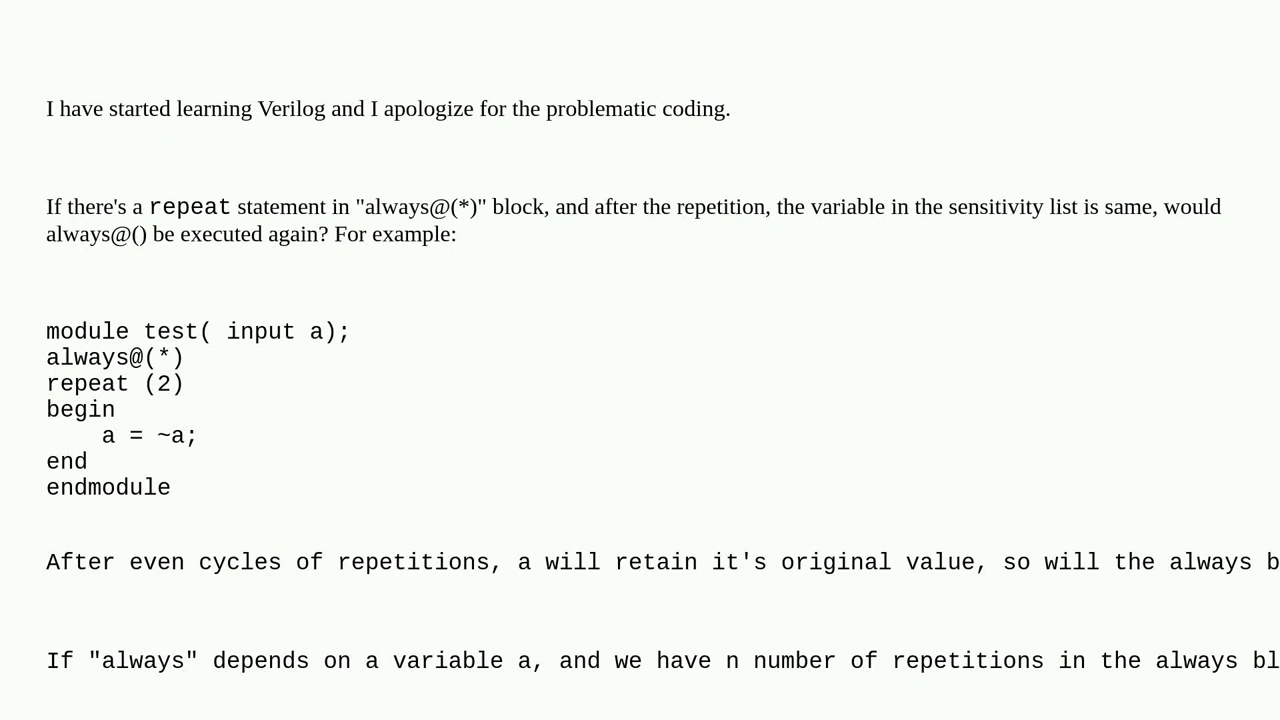 I have started learning Verilog and I apologize for the problematic coding.
If there's a repeat statement in "always@(*)" block, and after the repetition, the variable in the sensitivity list is same, would
always@() be executed again? For example:
module test( input a);
always@(*)
repeat (2)
begin
    a = ~a;
end
endmodule
After even cycles of repetitions, a will retain it's original value, so will the always
If "always" depends on a variable a, and we have n number of repetitions in the always